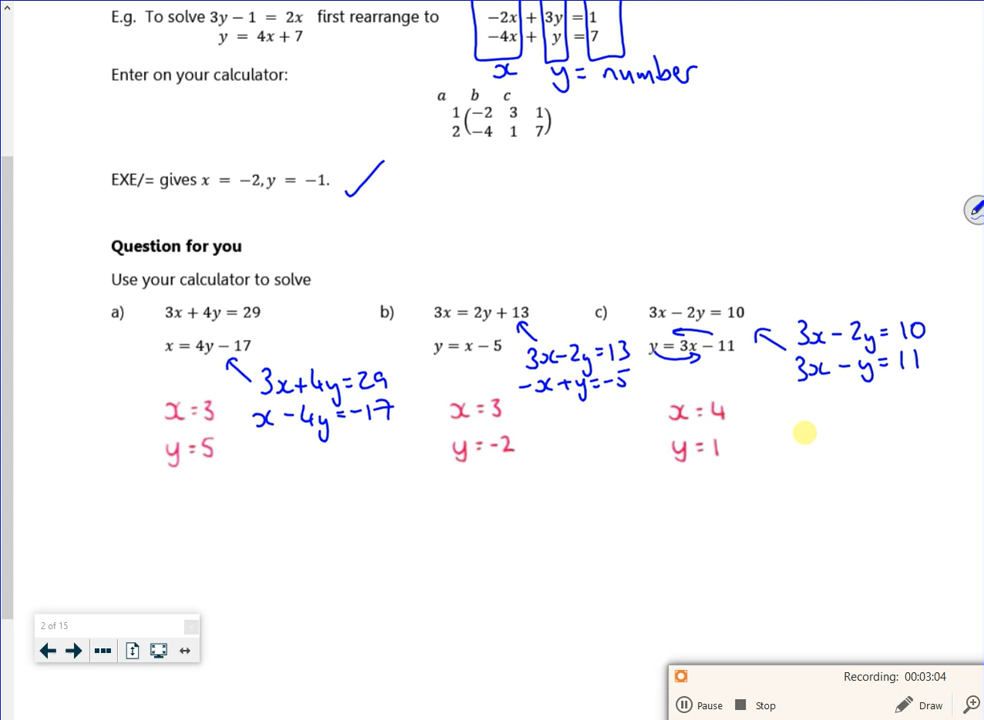 E.g. To solve 3y − 1 = 2x first rearrange to −2x + 3y = 1
y = 4x + 7 −4x + y = 7
x y = number
Enter on your calculator:
a b c
1 (−2 3 1)
2 (−4 1 7)
EXE/= gives x = −2, y = −1.
Question for you
Use your calculator to solve
a) 3x + 4y = 29
x = 4y − 17
3x+4y=29
x - 4y = -17
x = 3
y = 5
b) 3x = 2y + 13
y = x − 5
3x-2y=13
-x + y = -5
x = 3
y = -2
c) 3x − 2y = 10
y = 3x − 11
3x - 2y = 10
3x - y = 11
x = 4
y = 1
2 of 15
Recording: 00:03:04
Pause Stop Draw